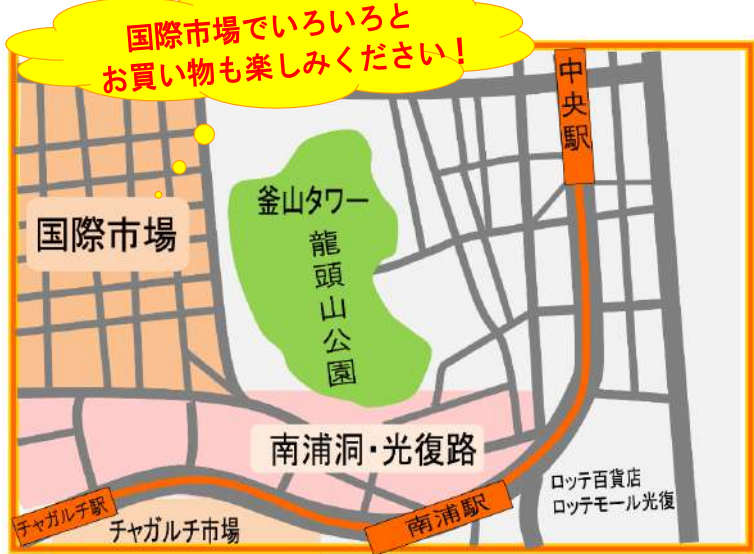 国際市場でいろいろと
お買い物も楽しみください！
中央駅
釜山タワー
龍頭山公園
国際市場
南浦洞・光復路
ロッテ百貨店
ロッテモール光復
チャガルチ駅
南浦駅
チャガルチ市場